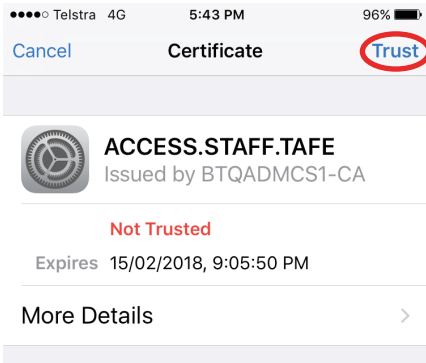 Telstra 4G 5:43 PM 96%
Cancel Certificate Trust
ACCESS.STAFF.TAFE
Issued by BTQADMCS1-CA
Not Trusted
Expires 15/02/2018, 9:05:50 PM
More Details